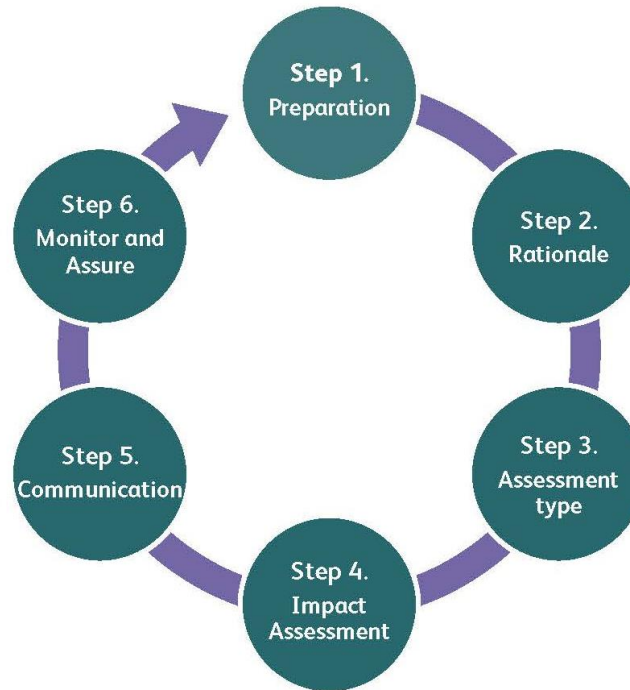 Step 1.
Preparation
Step 2.
Rationale
Step 3.
Assessment
type
Step 4.
Impact
Assessment
Step 5.
Communication
Step 6.
Monitor and
Assure